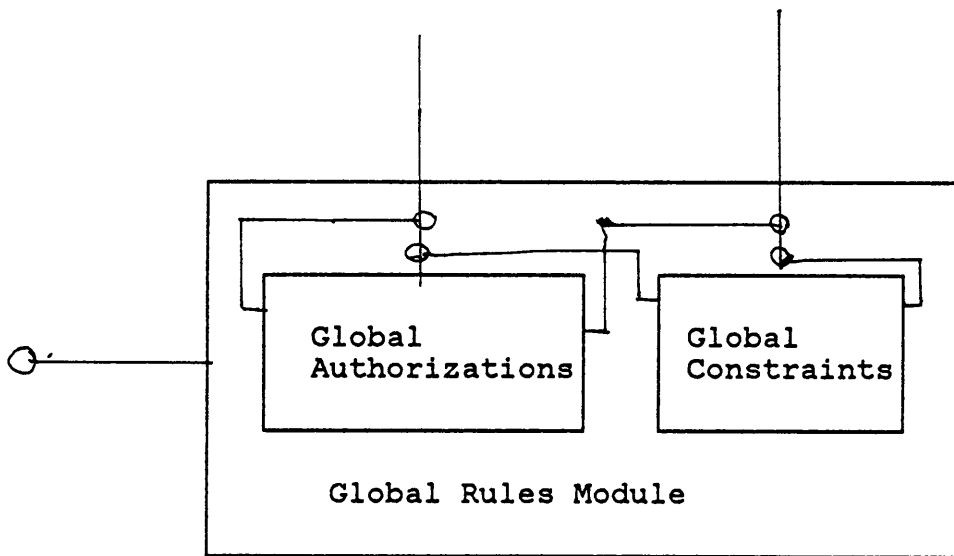 Global
Authorizations
Global
Constraints
Global Rules Module